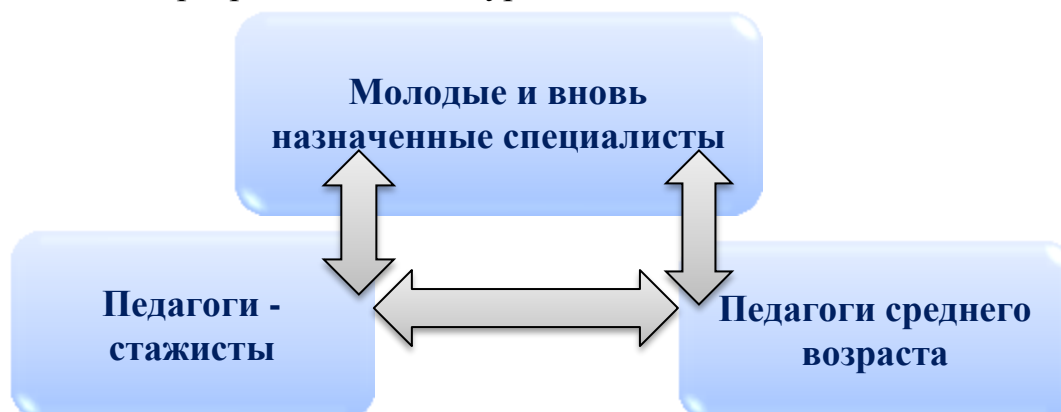 Молодые и вновь
назначенные специалисты
Педагоги -
стажисты
Педагоги среднего
возраста